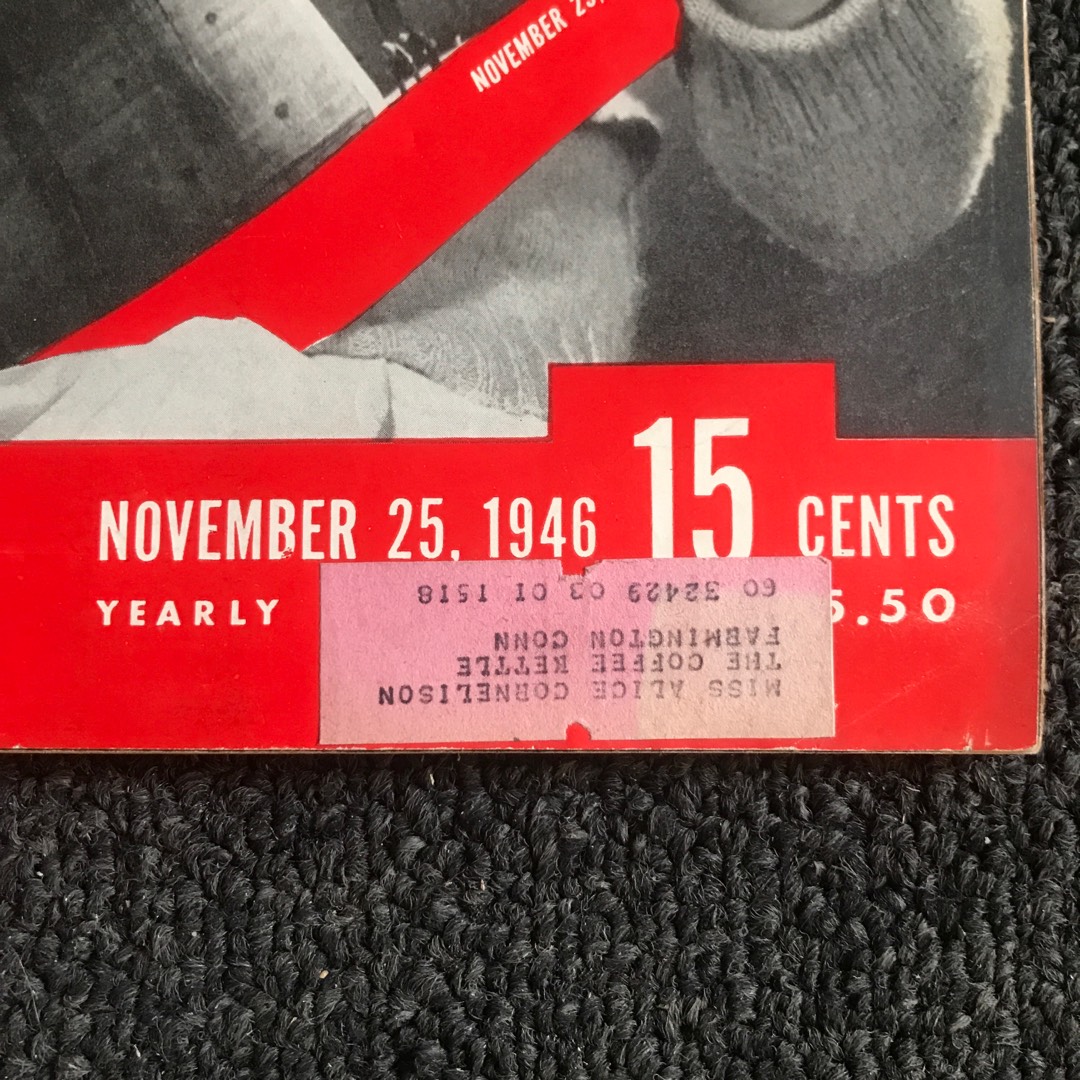 NOVEMBER 25,
NOVEMBER 25, 1946 15 CENTS
YEARLY 5.50
MISS ALICE CORNELISON
THE COFFEE KETTLE
FARMINGTON CONN
60 32429 03 01 1518